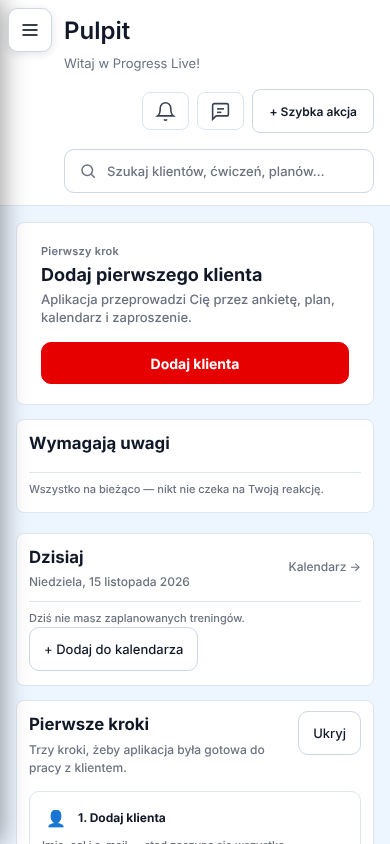 Pulpit
Witaj w Progress Live!
+ Szybka akcja
Szukaj klientów, ćwiczeń, planów...
Pierwszy krok
Dodaj pierwszego klienta
Aplikacja przeprowadzi Cię przez ankietę, plan,
kalendarz i zaproszenie.
Dodaj klienta
Wymagają uwagi
Wszystko na bieżąco — nikt nie czeka na Twoją reakcję.
Dzisiaj
Niedziela, 15 listopada 2026
Kalendarz →
Dziś nie masz zaplanowanych treningów.
+ Dodaj do kalendarza
Pierwsze kroki
Trzy kroki, żeby aplikacja była gotowa do
pracy z klientem.
Ukryj
1. Dodaj klienta